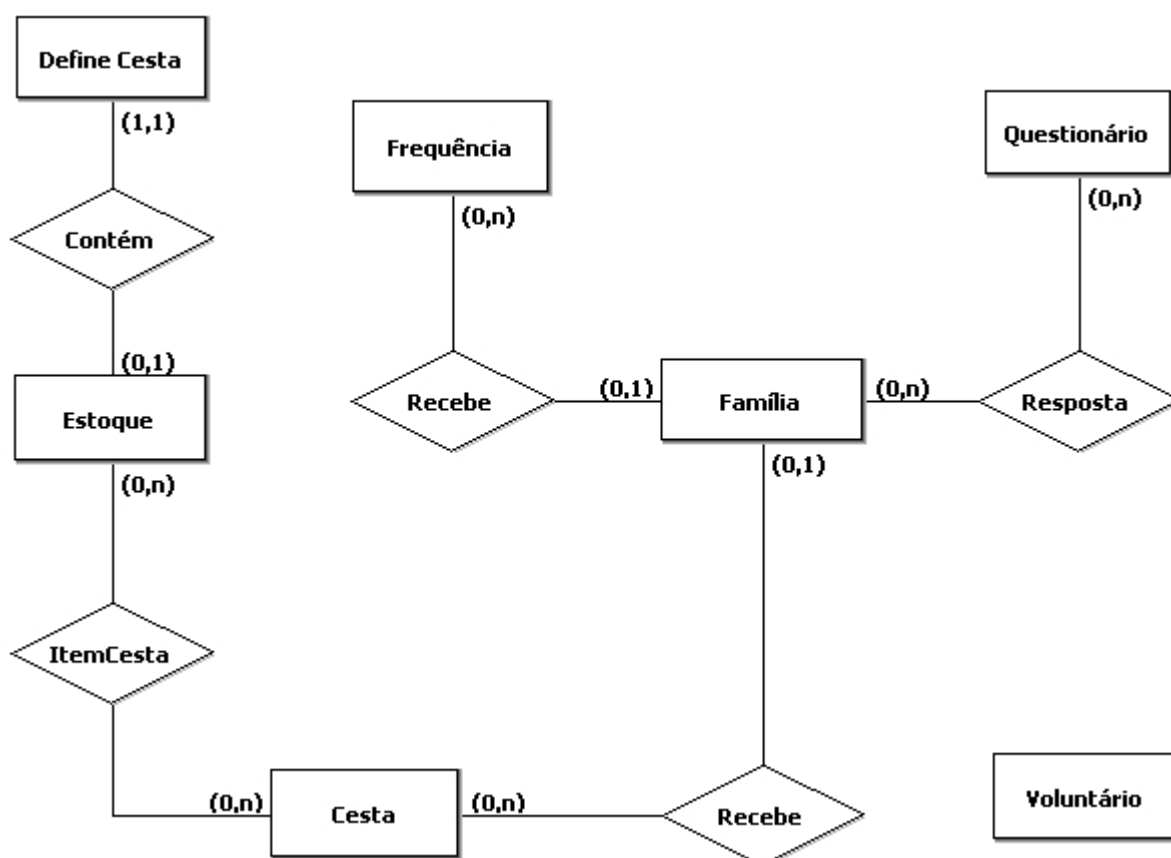 Define Cesta
(1,1)
Contém
(0,1)
Estoque
(0,n)
ItemCesta
(0,n)
Cesta
(0,n)
Recebe
(0,1)
Família
(0,1)
Recebe
(0,n)
Frequência
(0,n)
Resposta
(0,n)
Questionário
Voluntário